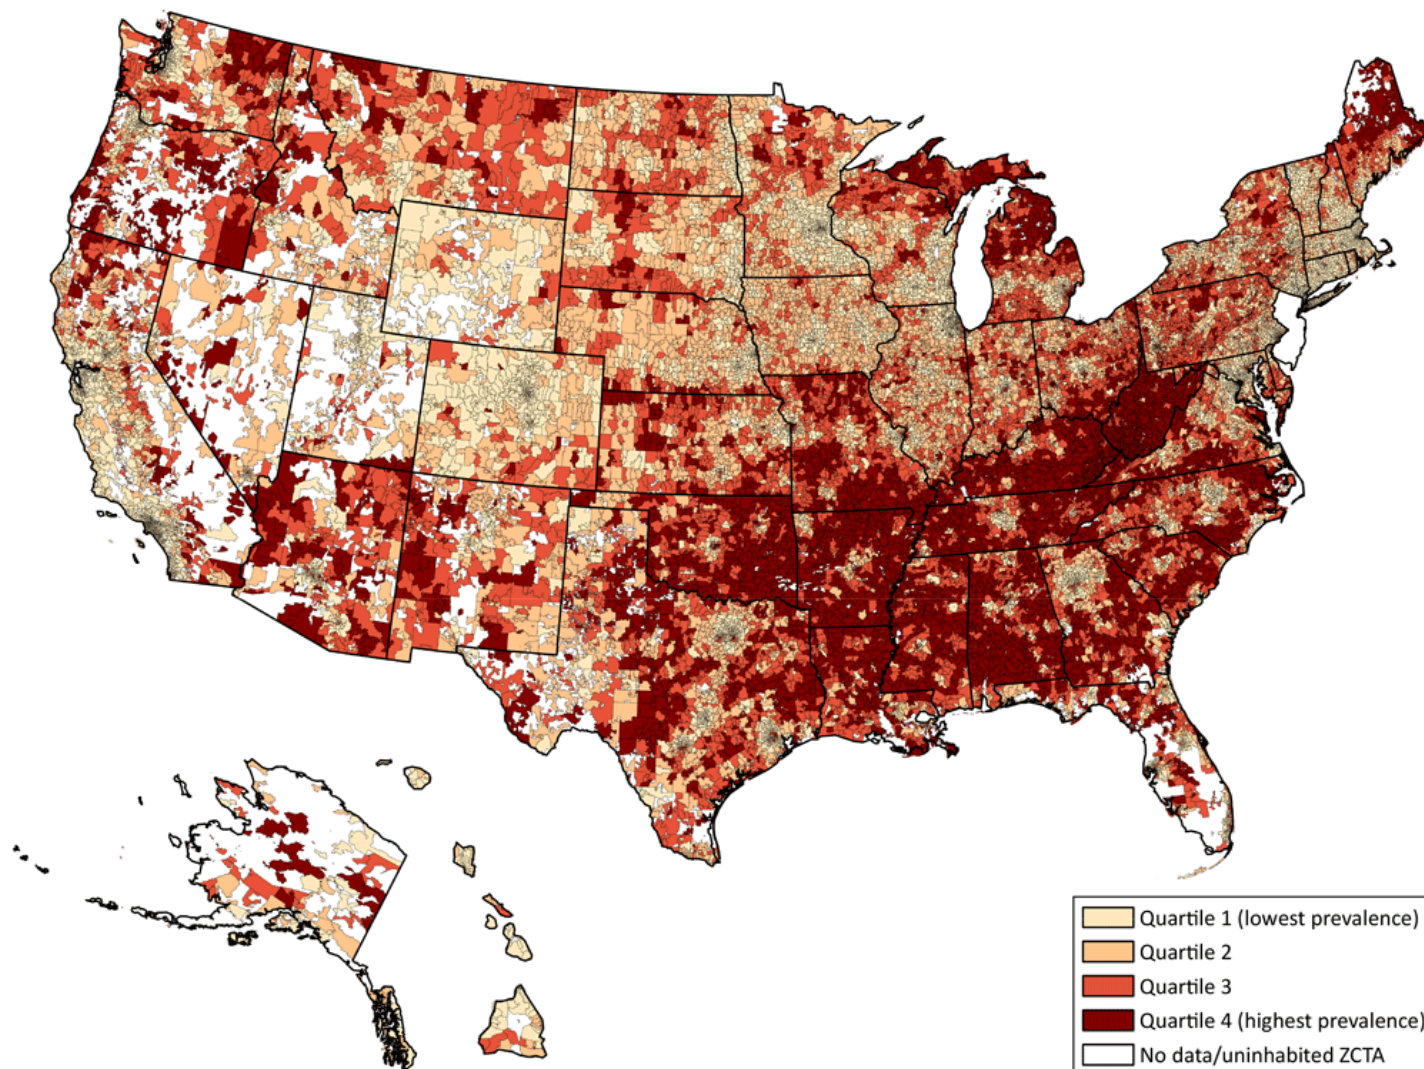 Quartile 1 (lowest prevalence)
Quartile 2
Quartile 3
Quartile 4 (highest prevalence)
No data/uninhabited ZCTA